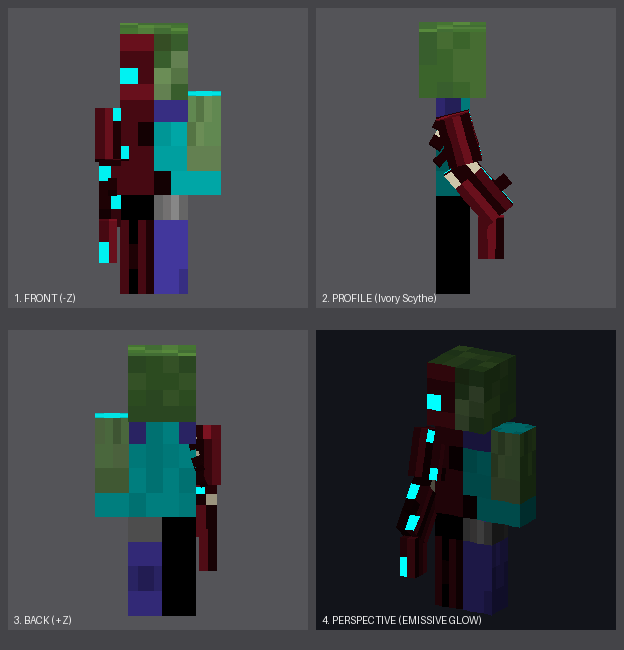 1. FRONT (-Z)
2. PROFILE (Ivory Scythe)
3. BACK (+Z)
4. PERSPECTIVE (EMISSIVE GLOW)